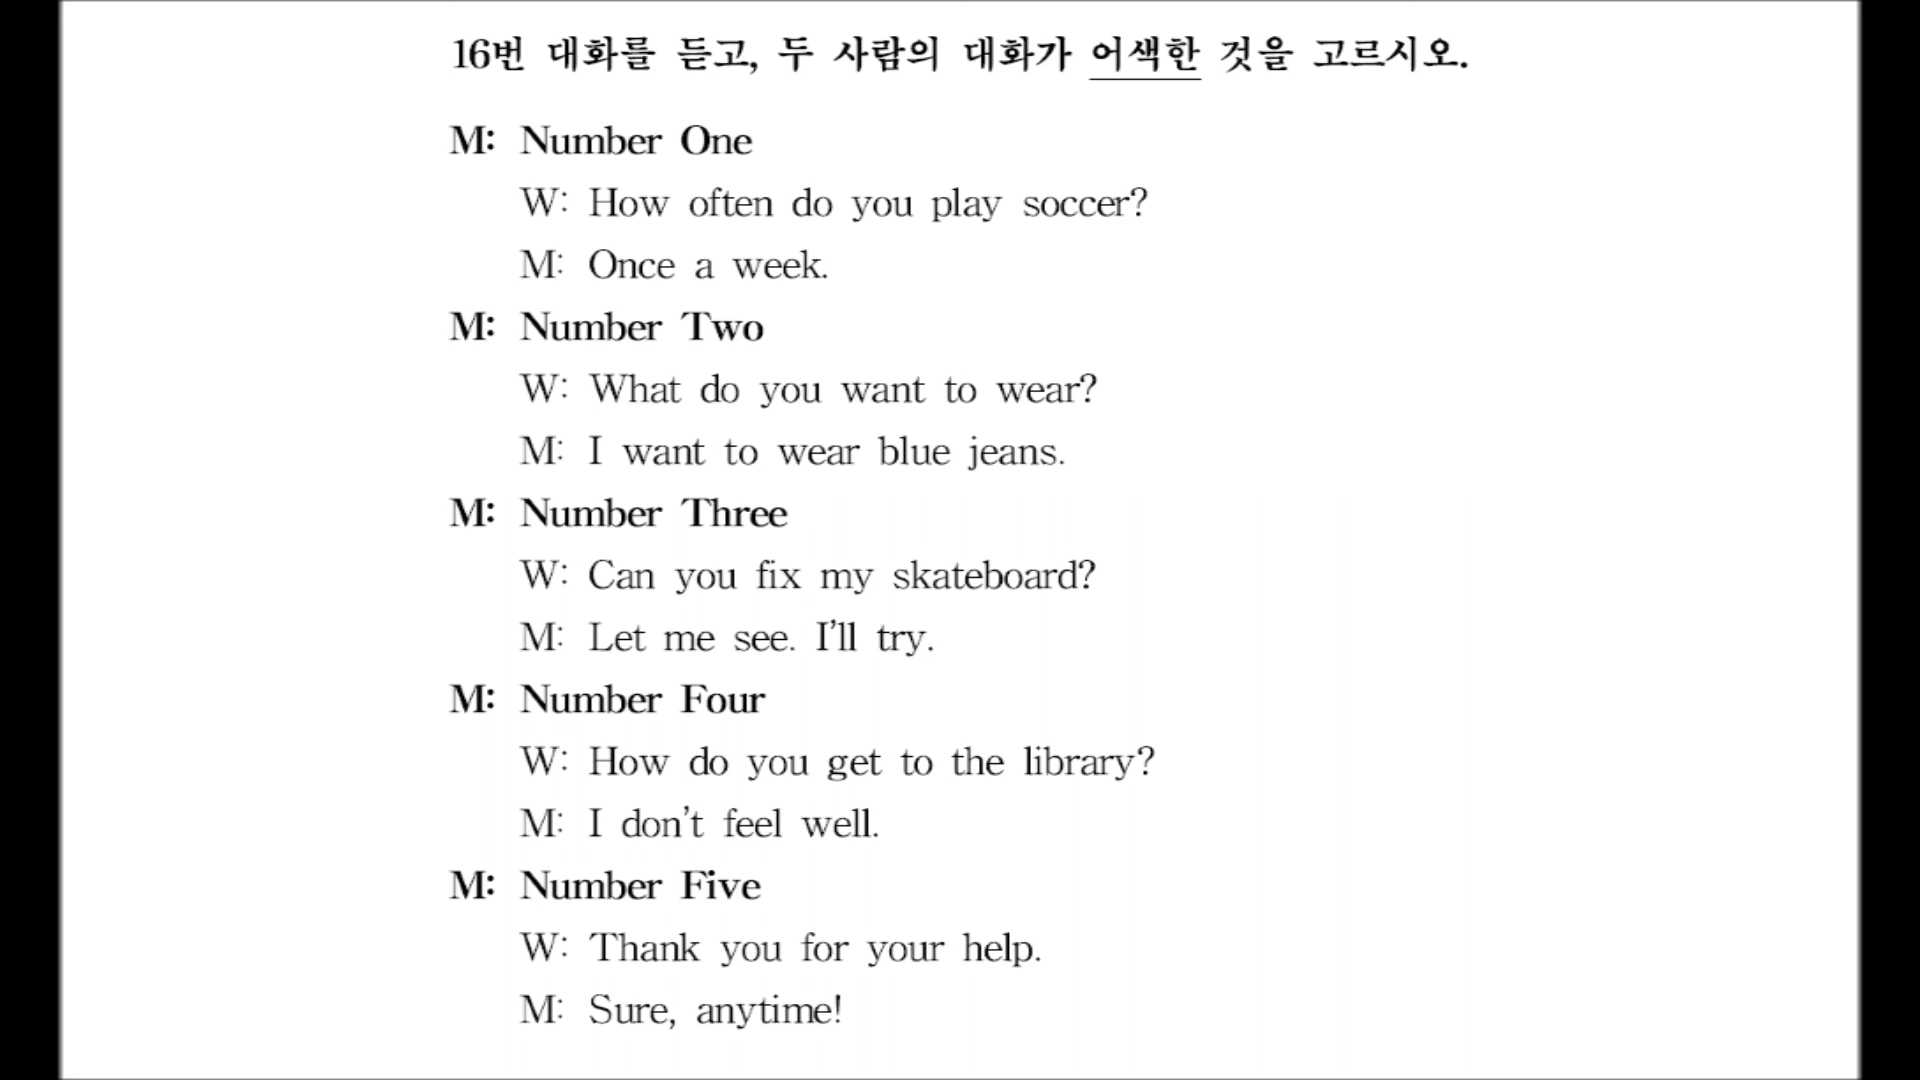 16번 대화를 듣고, 두 사람의 대화가 어색한 것을 고르시오.
M: Number One
W: How often do you play soccer?
M: Once a week.
M: Number Two
W: What do you want to wear?
M: I want to wear blue jeans.
M: Number Three
W: Can you fix my skateboard?
M: Let me see. I’ll try.
M: Number Four
W: How do you get to the library?
M: I don’t feel well.
M: Number Five
W: Thank you for your help.
M: Sure, anytime!